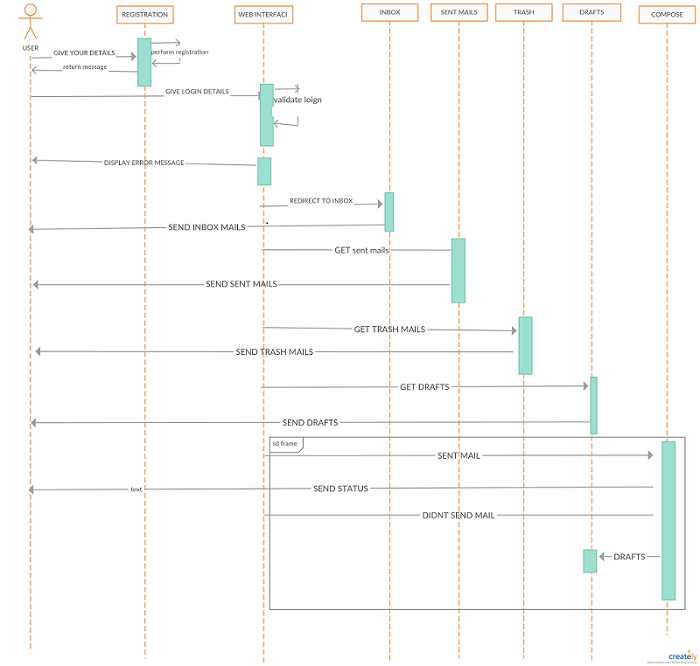 REGISTRATION
WEB INTERFACE
INBOX
SENT MAILS
TRASH
DRAFTS
COMPOSE
USER
GIVE YOUR DETAILS
perform registration
return message
GIVE LOGIN DETAILS
validate loign
DISPLAY ERROR MESSAGE
REDIRECT TO INBOX
SEND INBOX MAILS
GET sent mails
SEND SENT MAILS
GET TRASH MAILS
SEND TRASH MAILS
GET DRAFTS
SEND DRAFTS
sd frame
SENT MAIL
text
SEND STATUS
DIDNT SEND MAIL
DRAFTS
creately